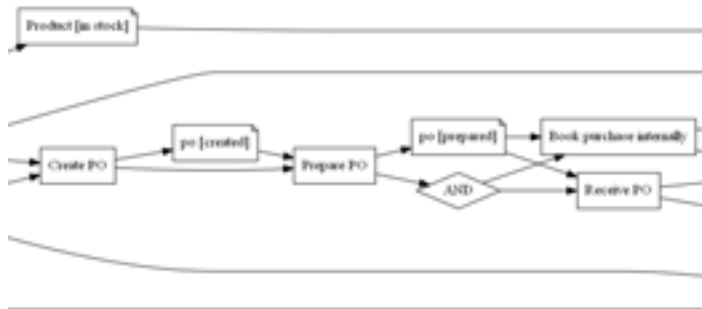 Product [in stock]
po [created]
po [prepared]
Book purchase internally
Create PO
Prepare PO
AND
Receive PO